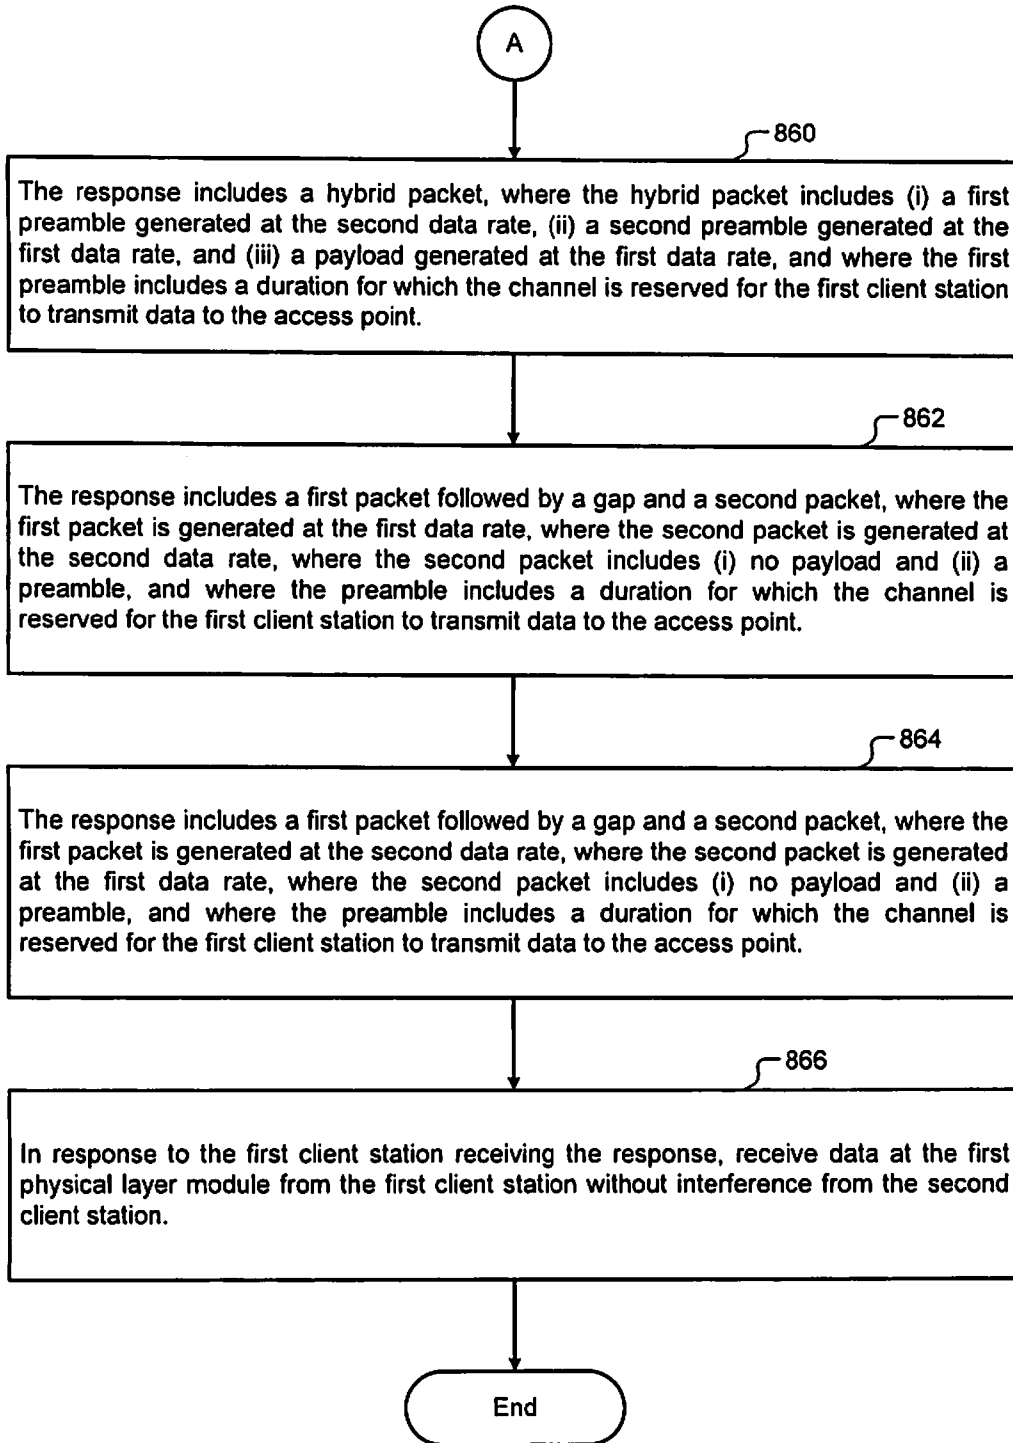 A
860
The response includes a hybrid packet, where the hybrid packet includes (i) a first
preamble generated at the second data rate, (ii) a second preamble generated at the
first data rate, and (iii) a payload generated at the first data rate, and where the first
preamble includes a duration for which the channel is reserved for the first client station
to transmit data to the access point.
862
The response includes a first packet followed by a gap and a second packet, where the
first packet is generated at the first data rate, where the second packet is generated at
the second data rate, where the second packet includes (i) no payload and (ii) a
preamble, and where the preamble includes a duration for which the channel is
reserved for the first client station to transmit data to the access point.
864
The response includes a first packet followed by a gap and a second packet, where the
first packet is generated at the second data rate, where the second packet is generated
at the first data rate, where the second packet includes (i) no payload and (ii) a
preamble, and where the preamble includes a duration for which the channel is
reserved for the first client station to transmit data to the access point.
866
In response to the first client station receiving the response, receive data at the first
physical layer module from the first client station without interference from the second
client station.
End